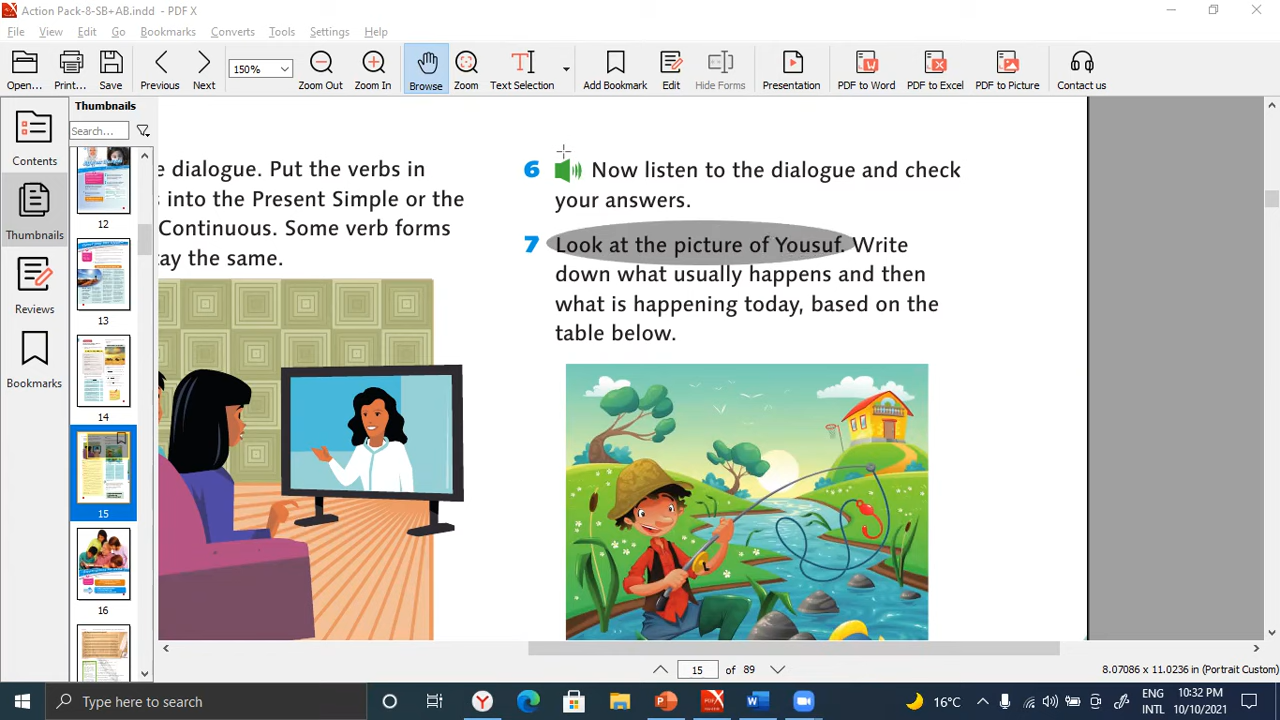 Action Pack-8-SB+AB.indd - PDF X
File View Edit Go Bookmarks Converts Tools Settings Help
Open... Print... Save Previous Next 150% Zoom Out Zoom In Browse Zoom Text Selection Add Bookmark Edit Hide Forms Presentation PDF to Word PDF to Excel PDF to Picture Contact us
Contents
Thumbnails
Reviews
Bookmarks
Thumbnails
Search...
12
13
14
15
16
e dialogue. Put the verbs in
s into the Present Simple or the
Continuous. Some verb forms
ay the same.
6 Now listen to the dialogue and check
your answers.
7 Look at the picture of Yousuf. Write
down what usually happens and then
what is happening today, based on the
table below.
15 of 89
8.07086 x 11.0236 in (Portrait Custom)
Type here to search
16°C
ENG
INTL
10:32 PM
10/10/2021